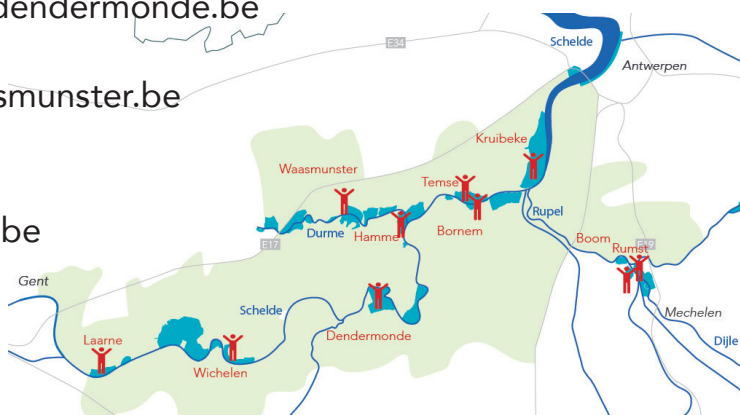 dendermonde.be
smunster.be
be
E34
Schelde
Antwerpen
Kruibeke
Waasmunster
Temse
Rupel
Durme
Hamme
Bornem
E17
Boom
Rumst
E19
Gent
Schelde
Mechelen
Laarne
Dendermonde
Dijle
Wichelen